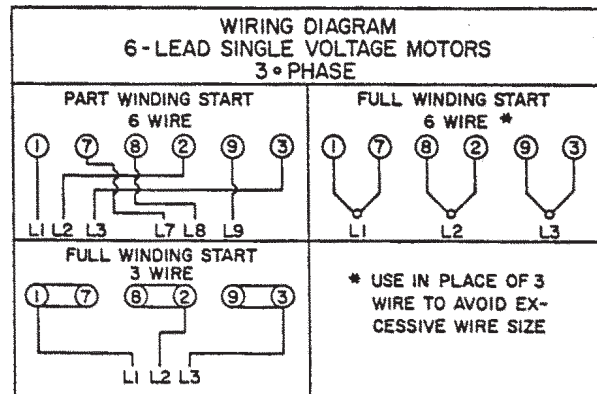 WIRING DIAGRAM
6-LEAD SINGLE VOLTAGE MOTORS
3∘PHASE
PART WINDING START
6 WIRE
1 7 8 2 9 3
L1 L2 L3 L7 L8 L9
FULL WINDING START
6 WIRE *
1 7 8 2 9 3
L1 L2 L3
FULL WINDING START
3 WIRE
1 7 8 2 9 3
L1 L2 L3
* USE IN PLACE OF 3
WIRE TO AVOID EX-
CESSIVE WIRE SIZE